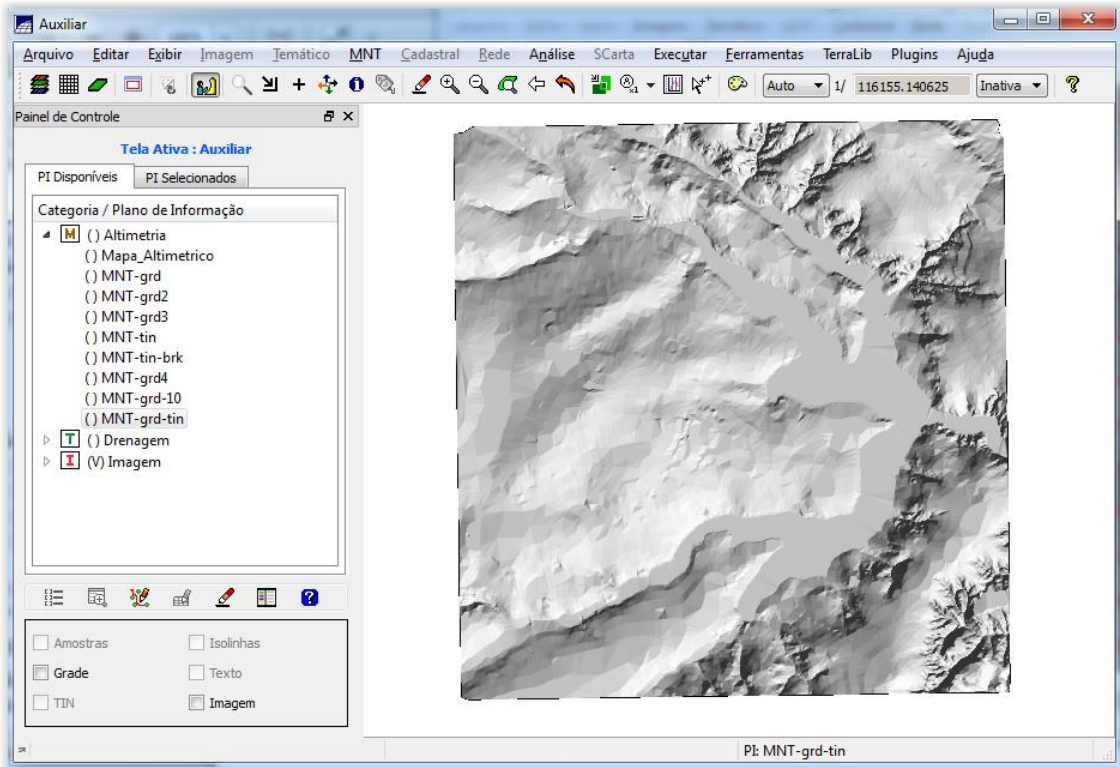 Auxiliar
Arquivo Editar Exibir Imagem Temático MNT Cadastral Rede Análise SCarta Executar Ferramentas TerraLib Plugins Ajuda
Auto 1/ 116155.140625 Inativa
Painel de Controle
Tela Ativa : Auxiliar
PI Disponíveis PI Selecionados
Categoria / Plano de Informação
M () Altimetria
() Mapa_Altimetrico
() MNT-grd
() MNT-grd2
() MNT-grd3
() MNT-tin
() MNT-tin-brk
() MNT-grd4
() MNT-grd-10
() MNT-grd-tin
T () Drenagem
I (V) Imagem
Amostras Isolinhas
Grade Texto
TIN Imagem
PI: MNT-grd-tin